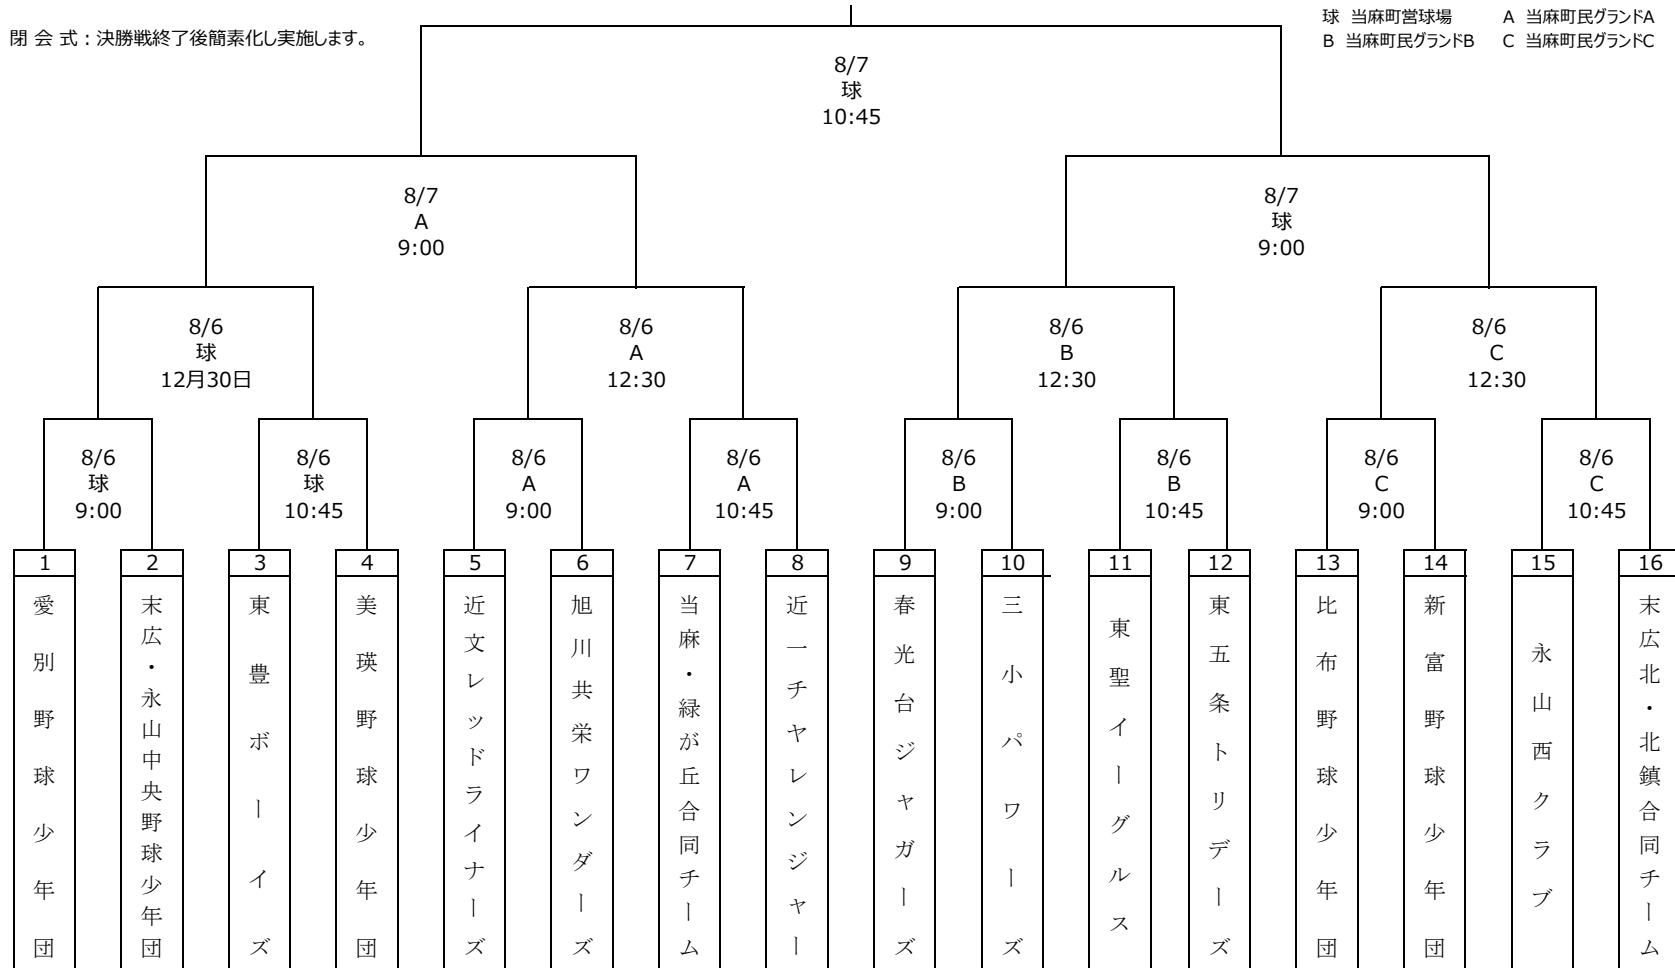 閉 会 式：決勝戦終了後簡素化し実施します。
球 当麻町営球場 A 当麻町民グランドA
B 当麻町民グランドB C 当麻町民グランドC
8/7
球
10:45
8/7
A
9:00
8/7
球
9:00
8/6
球
12月30日
8/6
A
12:30
8/6
B
12:30
8/6
C
12:30
8/6
球
9:00
8/6
球
10:45
8/6
A
9:00
8/6
A
10:45
8/6
B
9:00
8/6
B
10:45
8/6
C
9:00
8/6
C
10:45
1
愛別野球少年団
2
末広・永山中央野球少年団
3
東豊ボーイズ
4
美瑛野球少年団
5
近文レッドライナーズ
6
旭川共栄ワンダーズ
7
当麻・緑が丘合同チーム
8
近一チャレンジャー
9
春光台ジャガーズ
10
三小パワーズ
11
東聖イーグルス
12
東五条トリデーズ
13
比布野球少年団
14
新富野球少年団
15
永山西クラブ
16
末広北・北鎮合同チーム